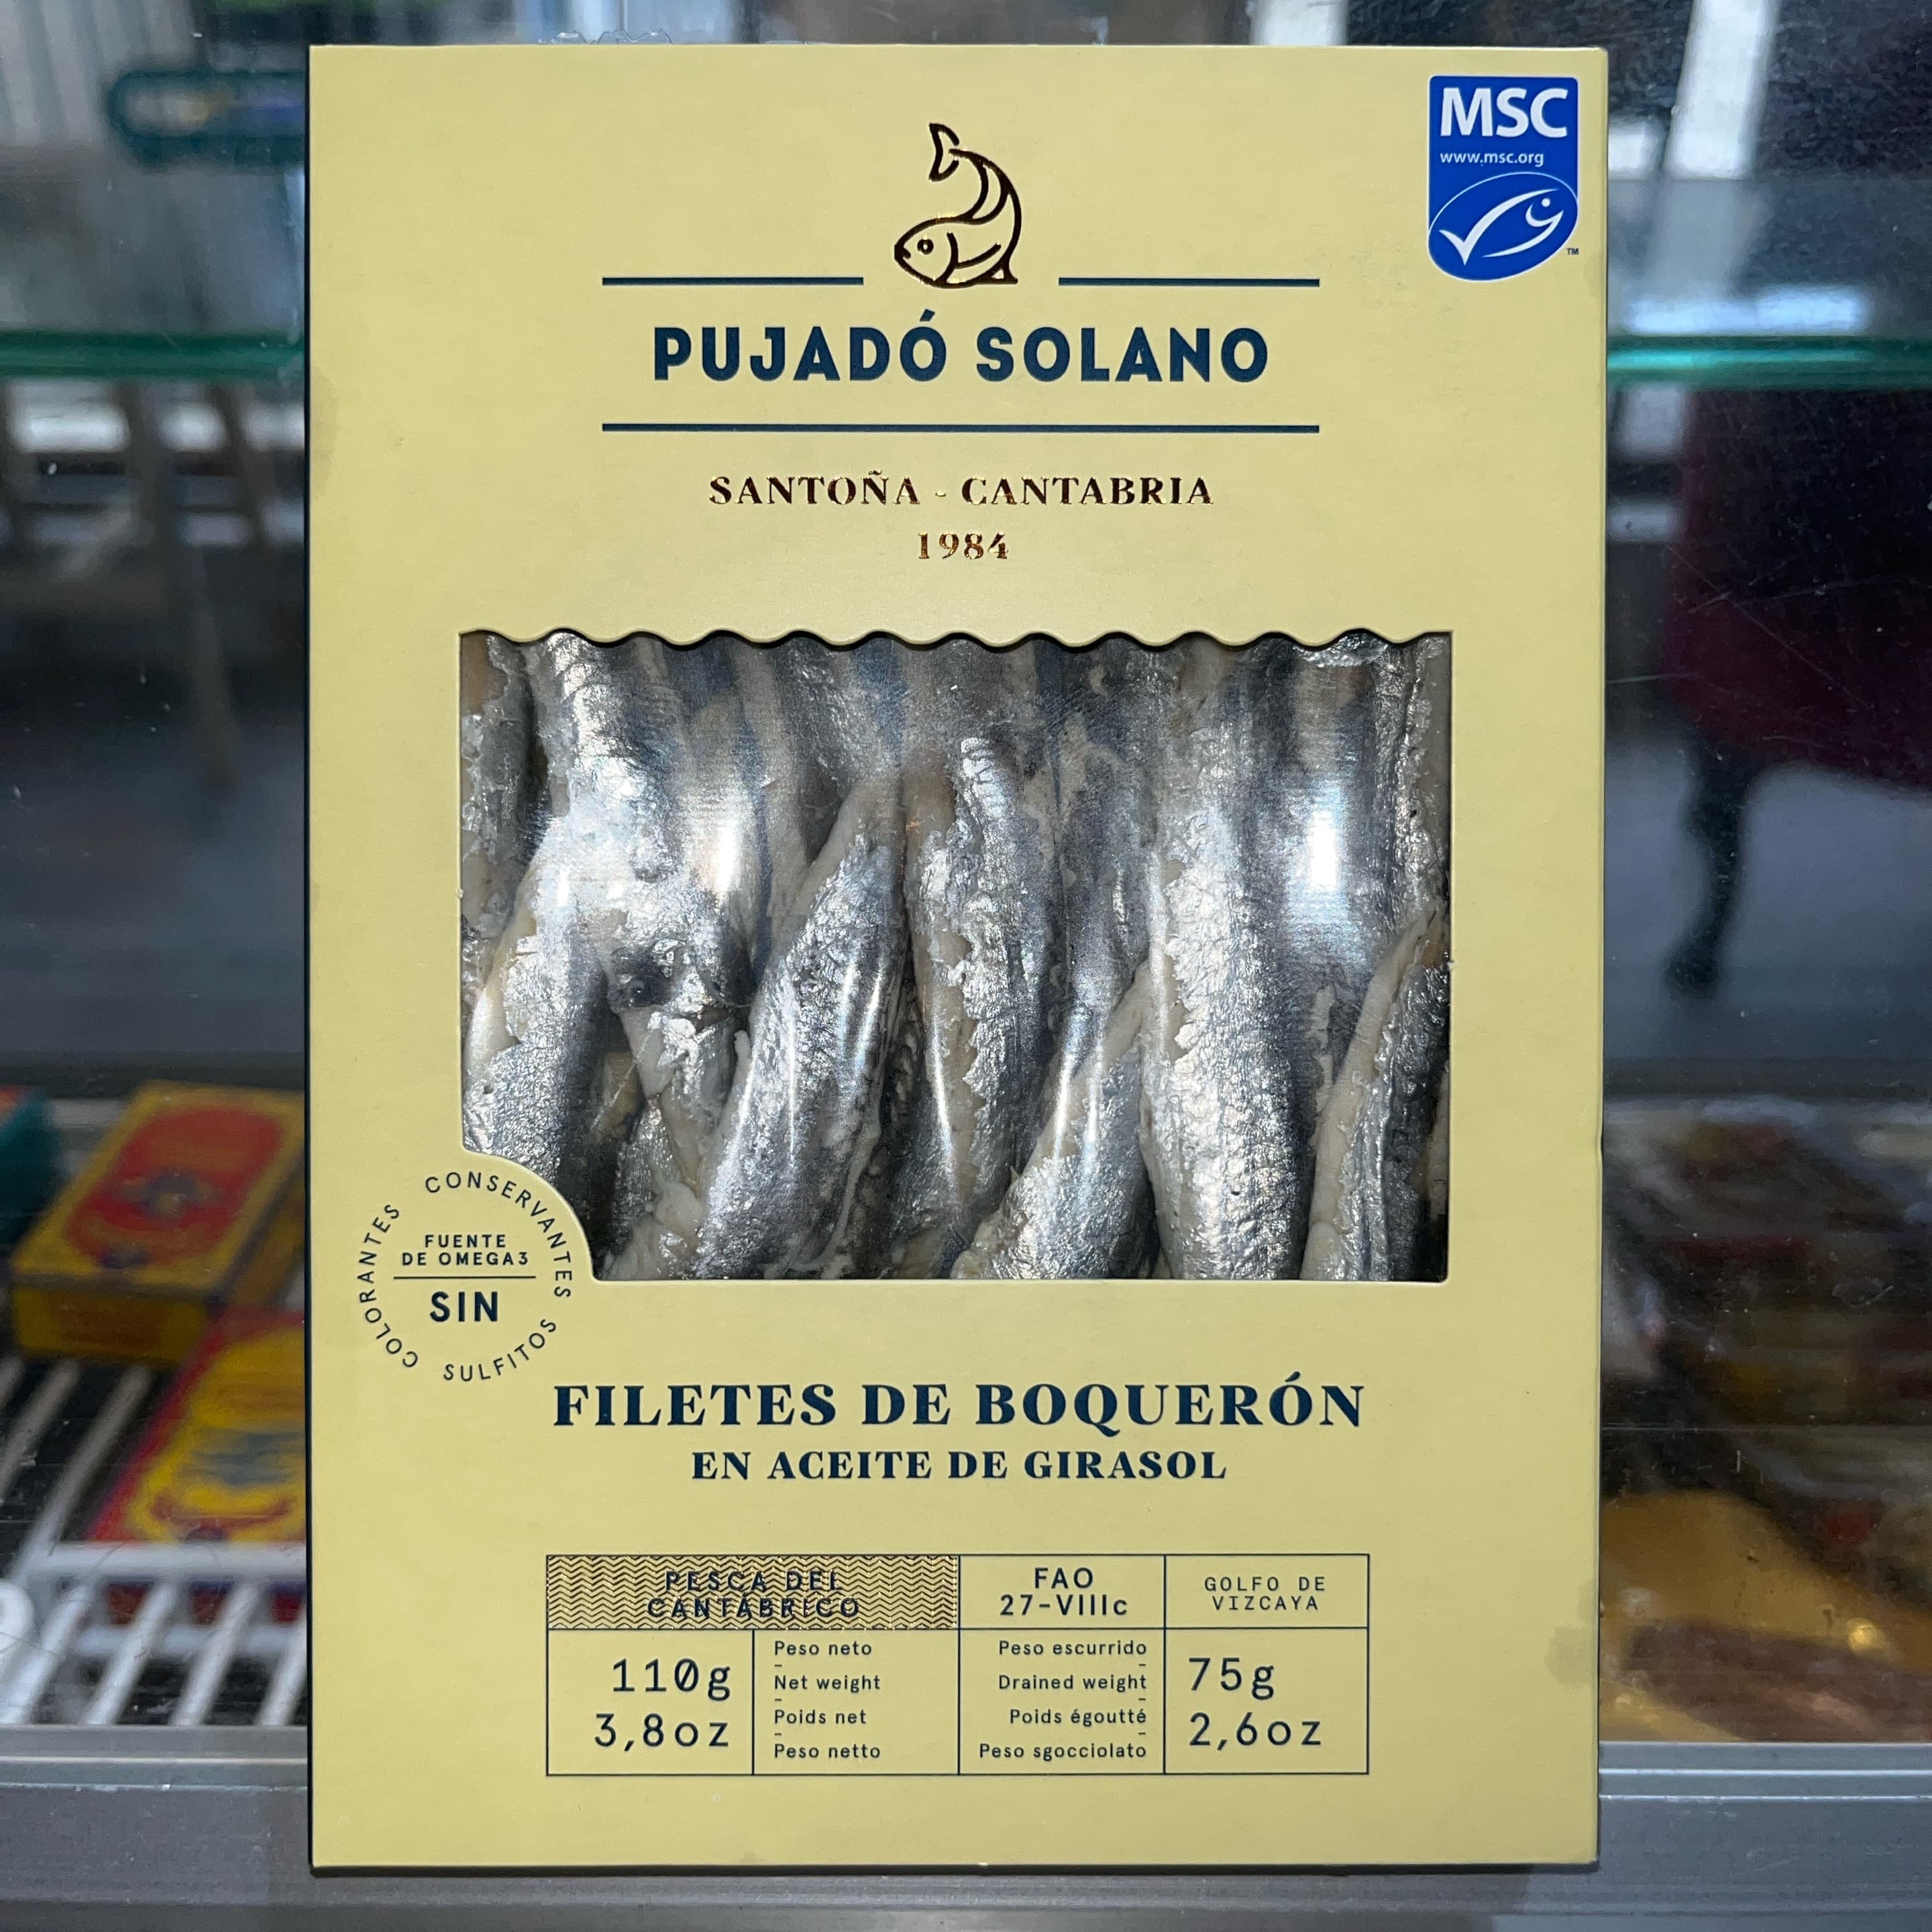 MSC
www.msc.org
TM
PUJADÓ SOLANO
SANTOÑA - CANTABRIA
1984
CONSERVANTES
COLORANTES
SULFITOS
FUENTE
DE OMEGA3
SIN
FILETES DE BOQUERÓN
EN ACEITE DE GIRASOL
PESCA DEL
CANTÁBRICO
FAO
27-VIIIc
GOLFO DE
VIZCAYA
110g
3,8oz
Peso neto
-
Net weight
-
Poids net
-
Peso netto
Peso escurrido
-
Drained weight
-
Poids égoutté
-
Peso sgocciolato
75g
2,6oz